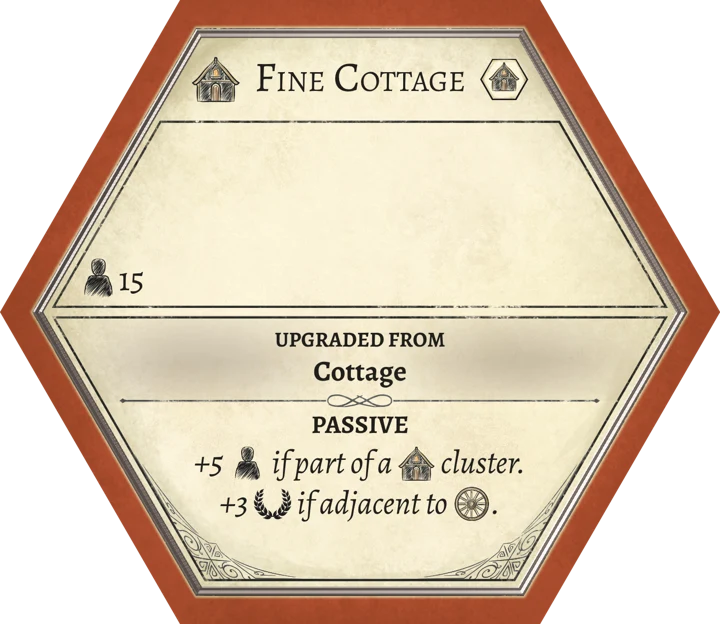 Fine Cottage
15
UPGRADED FROM
Cottage
PASSIVE
+5 if part of a cluster.
+3 if adjacent to .